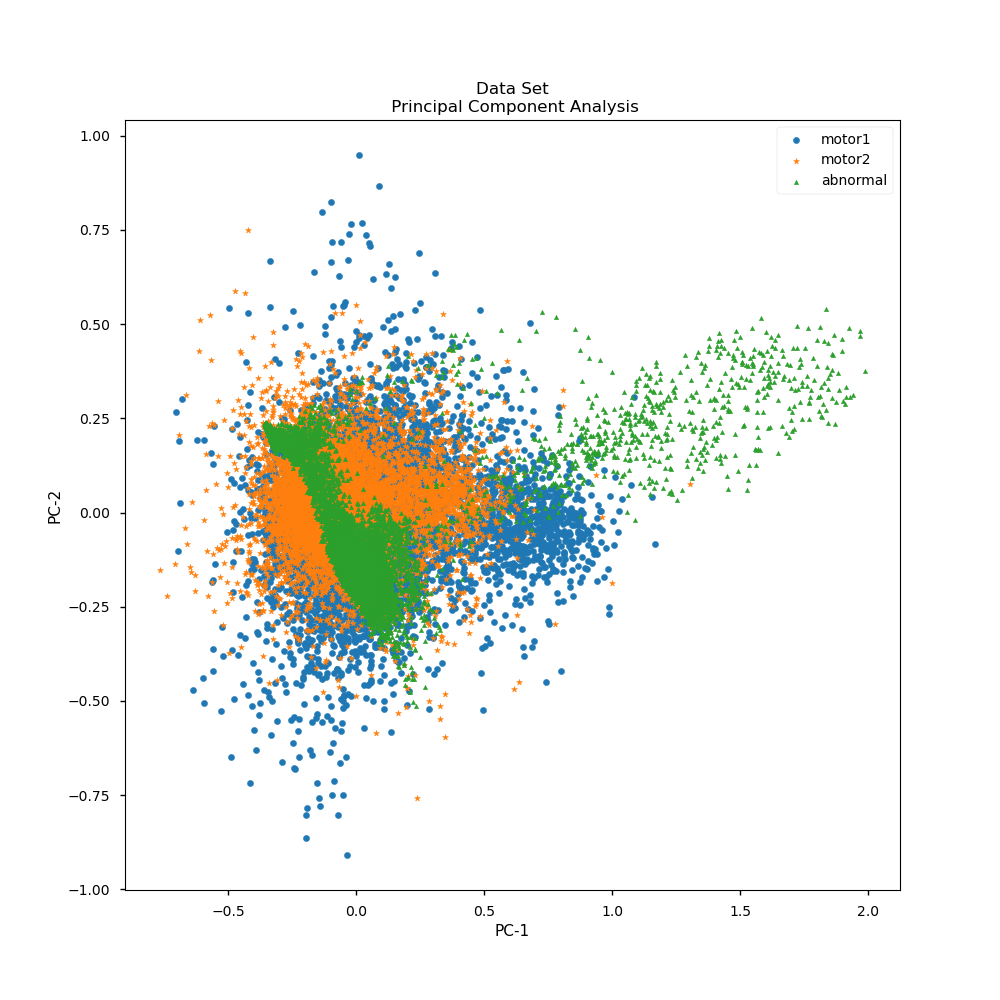 Data Set
Principal Component Analysis
motor1
motor2
abnormal
1.00
0.75
0.50
0.25
0.00
−0.25
−0.50
−0.75
−1.00
PC-2
−0.5
0.0
0.5
1.0
1.5
2.0
PC-1